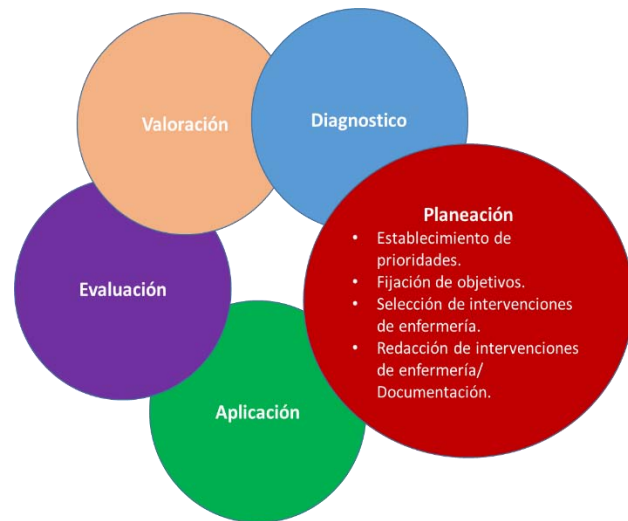 Valoración
Diagnostico
Planeación
• Establecimiento de
prioridades.
• Fijación de objetivos.
• Selección de intervenciones
de enfermería.
• Redacción de intervenciones
de enfermería/
Documentación.
Evaluación
Aplicación